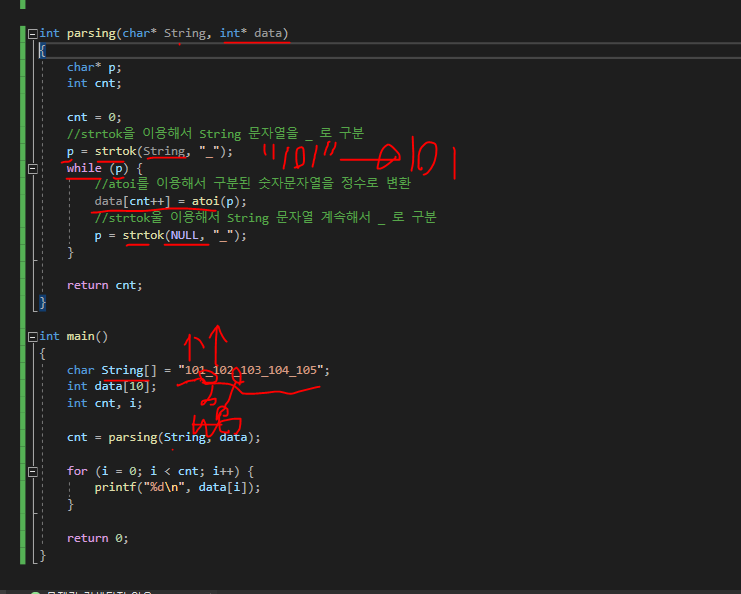 int parsing(char* String, int* data)
{
char* p;
int cnt;
cnt = 0;
//strtok을 이용해서 String 문자열을 _ 로 구분
p = strtok(String, "_");
"101" 101
while (p) {
//atoi를 이용해서 구분된 숫자문자열을 정수로 변환
data[cnt++] = atoi(p);
//strtok을 이용해서 String 문자열 계속해서 _ 로 구분
p = strtok(NULL, "_");
}
return cnt;
}
int main()
{
char String[] = "101_102_103_104_105";
int data[10];
int cnt, i;
cnt = parsing(String, data);
for (i = 0; i < cnt; i++) {
printf("%d\n", data[i]);
}
return 0;
}